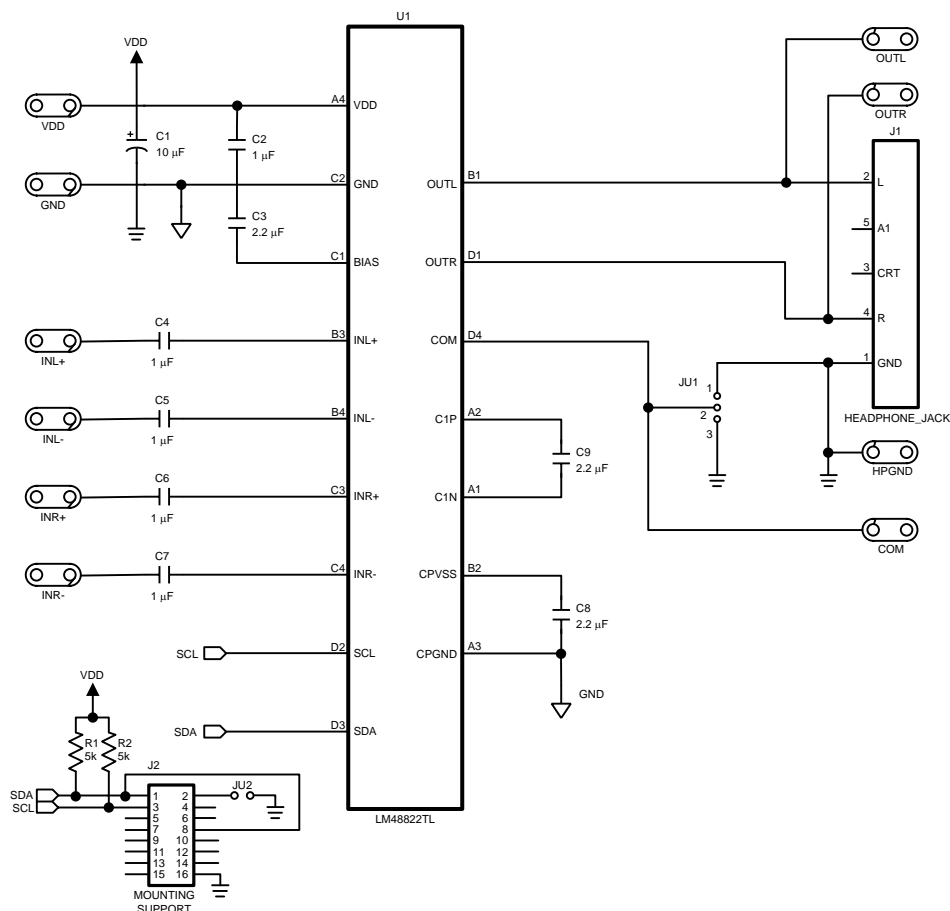 U1
VDD
OUTL
OUTR
J1
A4 VDD
VDD
C1
10 µF
+
C2
1 µF
C2 GND
GND
C3
2.2 µF
C1 BIAS
OUTL B1
2 L
5 A1
OUTR D1
3 CRT
4 R
1 GND
HEADPHONE_JACK
C4
1 µF
INL+
B3 INL+
COM D4
JU1
1
2
3
C5
1 µF
INL-
B4 INL-
C1P A2
C9
2.2 µF
HPGND
C6
1 µF
INR+
C3 INR+
C1N A1
COM
C7
1 µF
INR-
C4 INR-
CPVSS B2
C8
2.2 µF
SCL
D2 SCL
CPGND A3
GND
SDA
D3 SDA
VDD
R1
5k
R2
5k
J2
JU2
SDA
SCL
1 2
3 4
5 6
7 8
9 10
11 12
13 14
15 16
MOUNTING
SUPPORT
LM48822TL